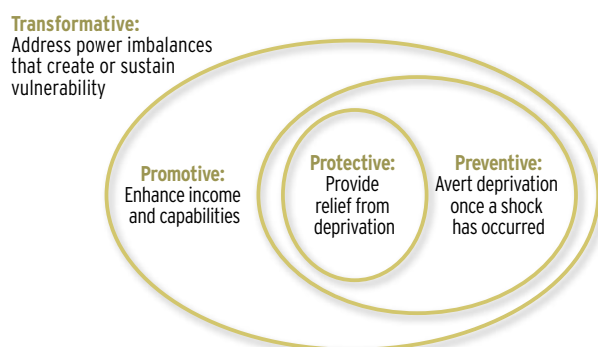 Transformative:
Address power imbalances
that create or sustain
vulnerability
Promotive:
Enhance income
and capabilities
Protective:
Provide
relief from
deprivation
Preventive:
Avert deprivation
once a shock
has occurred